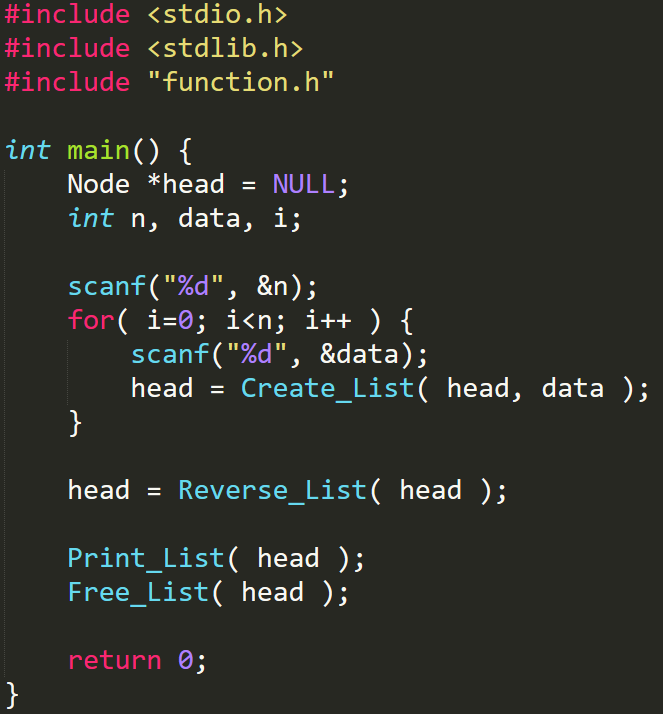 #include <stdio.h>
#include <stdlib.h>
#include "function.h"
int main() {
Node *head = NULL;
int n, data, i;
scanf("%d", &n);
for( i=0; i<n; i++ ) {
scanf("%d", &data);
head = Create_List( head, data );
}
head = Reverse_List( head );
Print_List( head );
Free_List( head );
return 0;
}